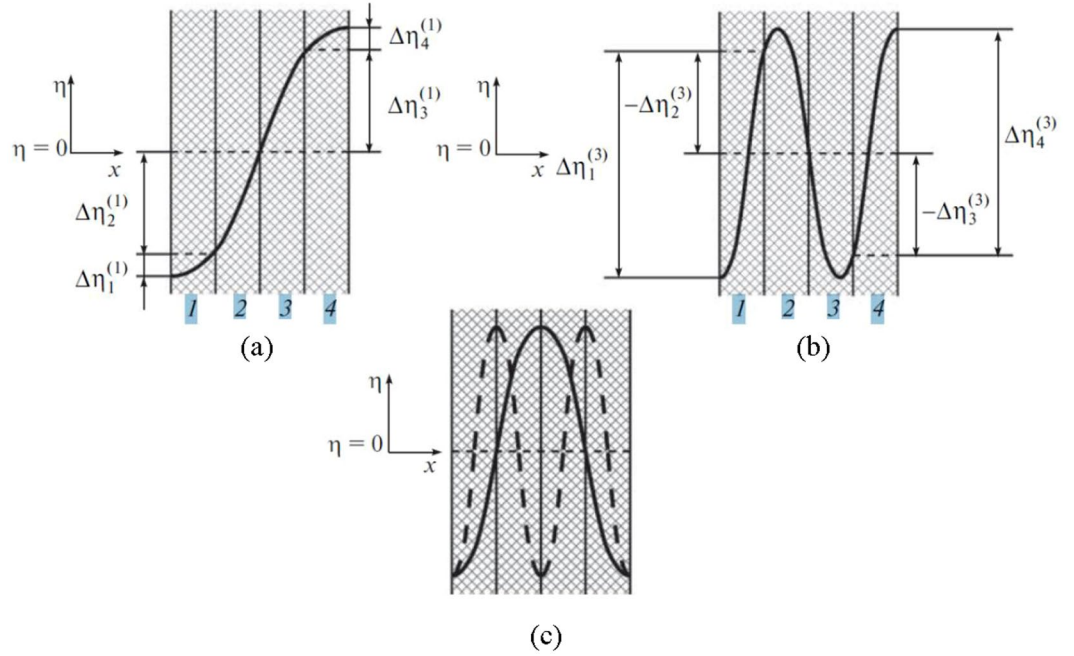 Δη₄⁽¹⁾
η
Δη₃⁽¹⁾
η = 0
x
Δη₂⁽¹⁾
Δη₁⁽¹⁾
1 2 3 4
(a)
−Δη₂⁽³⁾
η
Δη₄⁽³⁾
η = 0
x Δη₁⁽³⁾
−Δη₃⁽³⁾
1 2 3 4
(b)
η
η = 0
x
(c)